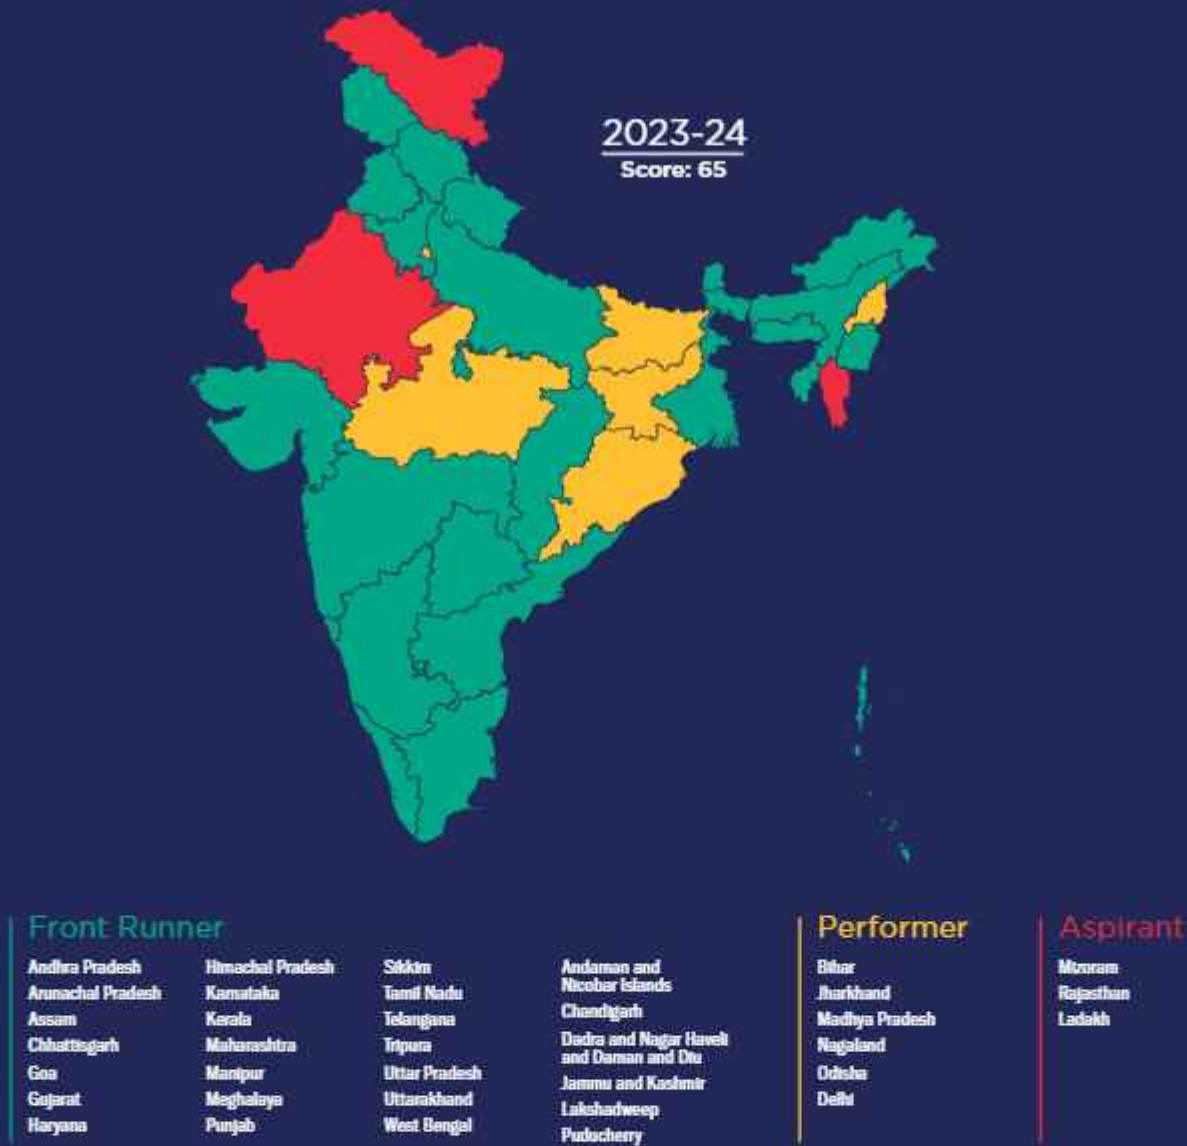 2023-24
Score: 65
Front Runner
Andhra Pradesh
Arunachal Pradesh
Assam
Chhattisgarh
Goa
Gujarat
Haryana
Himachal Pradesh
Karnataka
Kerala
Maharashtra
Manipur
Meghalaya
Punjab
Sikkim
Tamil Nadu
Telangana
Tripura
Uttar Pradesh
Uttarakhand
West Bengal
Andaman and
Nicobar Islands
Chandigarh
Dadra and Nagar Haveli
and Daman and Diu
Jammu and Kashmir
Lakshadweep
Puducherry
Performer
Bihar
Jharkhand
Madhya Pradesh
Nagaland
Odisha
Delhi
Aspirant
Mizoram
Rajasthan
Ladakh